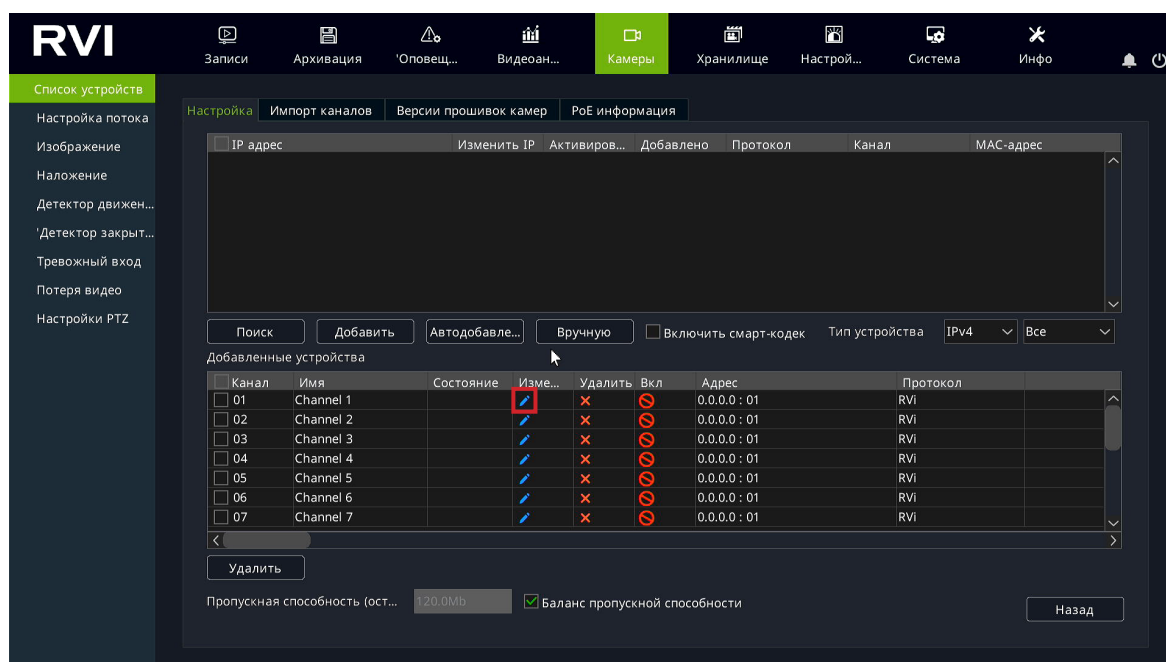 RVI
Записи Архивация 'Оповещ... Видеоан... Камеры Хранилище Настрой... Система Инфо
Список устройств
Настройка потока
Изображение
Наложение
Детектор движен...
'Детектор закрыт...
Тревожный вход
Потеря видео
Настройки PTZ
Настройка Импорт каналов Версии прошивок камер PoE информация
IP адрес Изменить IP Активиров... Добавлено Протокол Канал MAC-адрес
Поиск Добавить Автодобавле... Вручную Включить смарт-кодек Тип устройства IPv4 Все
Добавленные устройства
Канал Имя Состояние Изме... Удалить Вкл Адрес Протокол
01 Channel 1 0.0.0.0 : 01 RVi
02 Channel 2 0.0.0.0 : 01 RVi
03 Channel 3 0.0.0.0 : 01 RVi
04 Channel 4 0.0.0.0 : 01 RVi
05 Channel 5 0.0.0.0 : 01 RVi
06 Channel 6 0.0.0.0 : 01 RVi
07 Channel 7 0.0.0.0 : 01 RVi
Удалить
Пропускная способность (ост... 120.0Mb Баланс пропускной способности
Назад